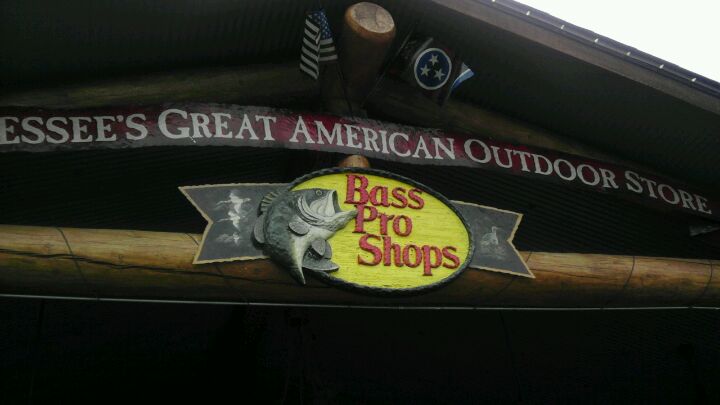 ESSEE'S GREAT AMERICAN OUTDOOR STORE
Bass
Pro
Shops